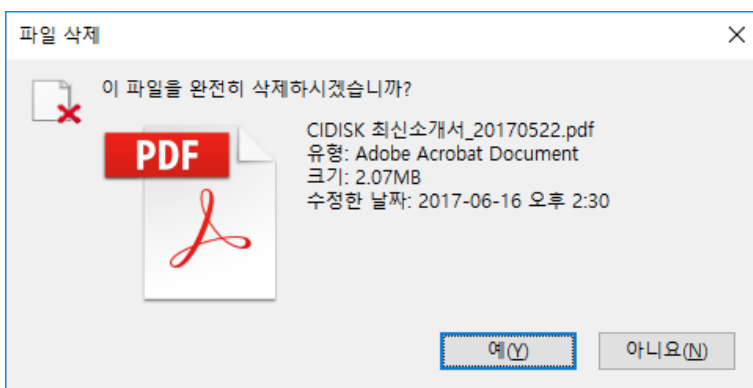 파일 삭제
이 파일을 완전히 삭제하시겠습니까?
PDF
CIDISK 최신소개서_20170522.pdf
유형: Adobe Acrobat Document
크기: 2.07MB
수정한 날짜: 2017-06-16 오후 2:30
예(Y) 아니요(N)